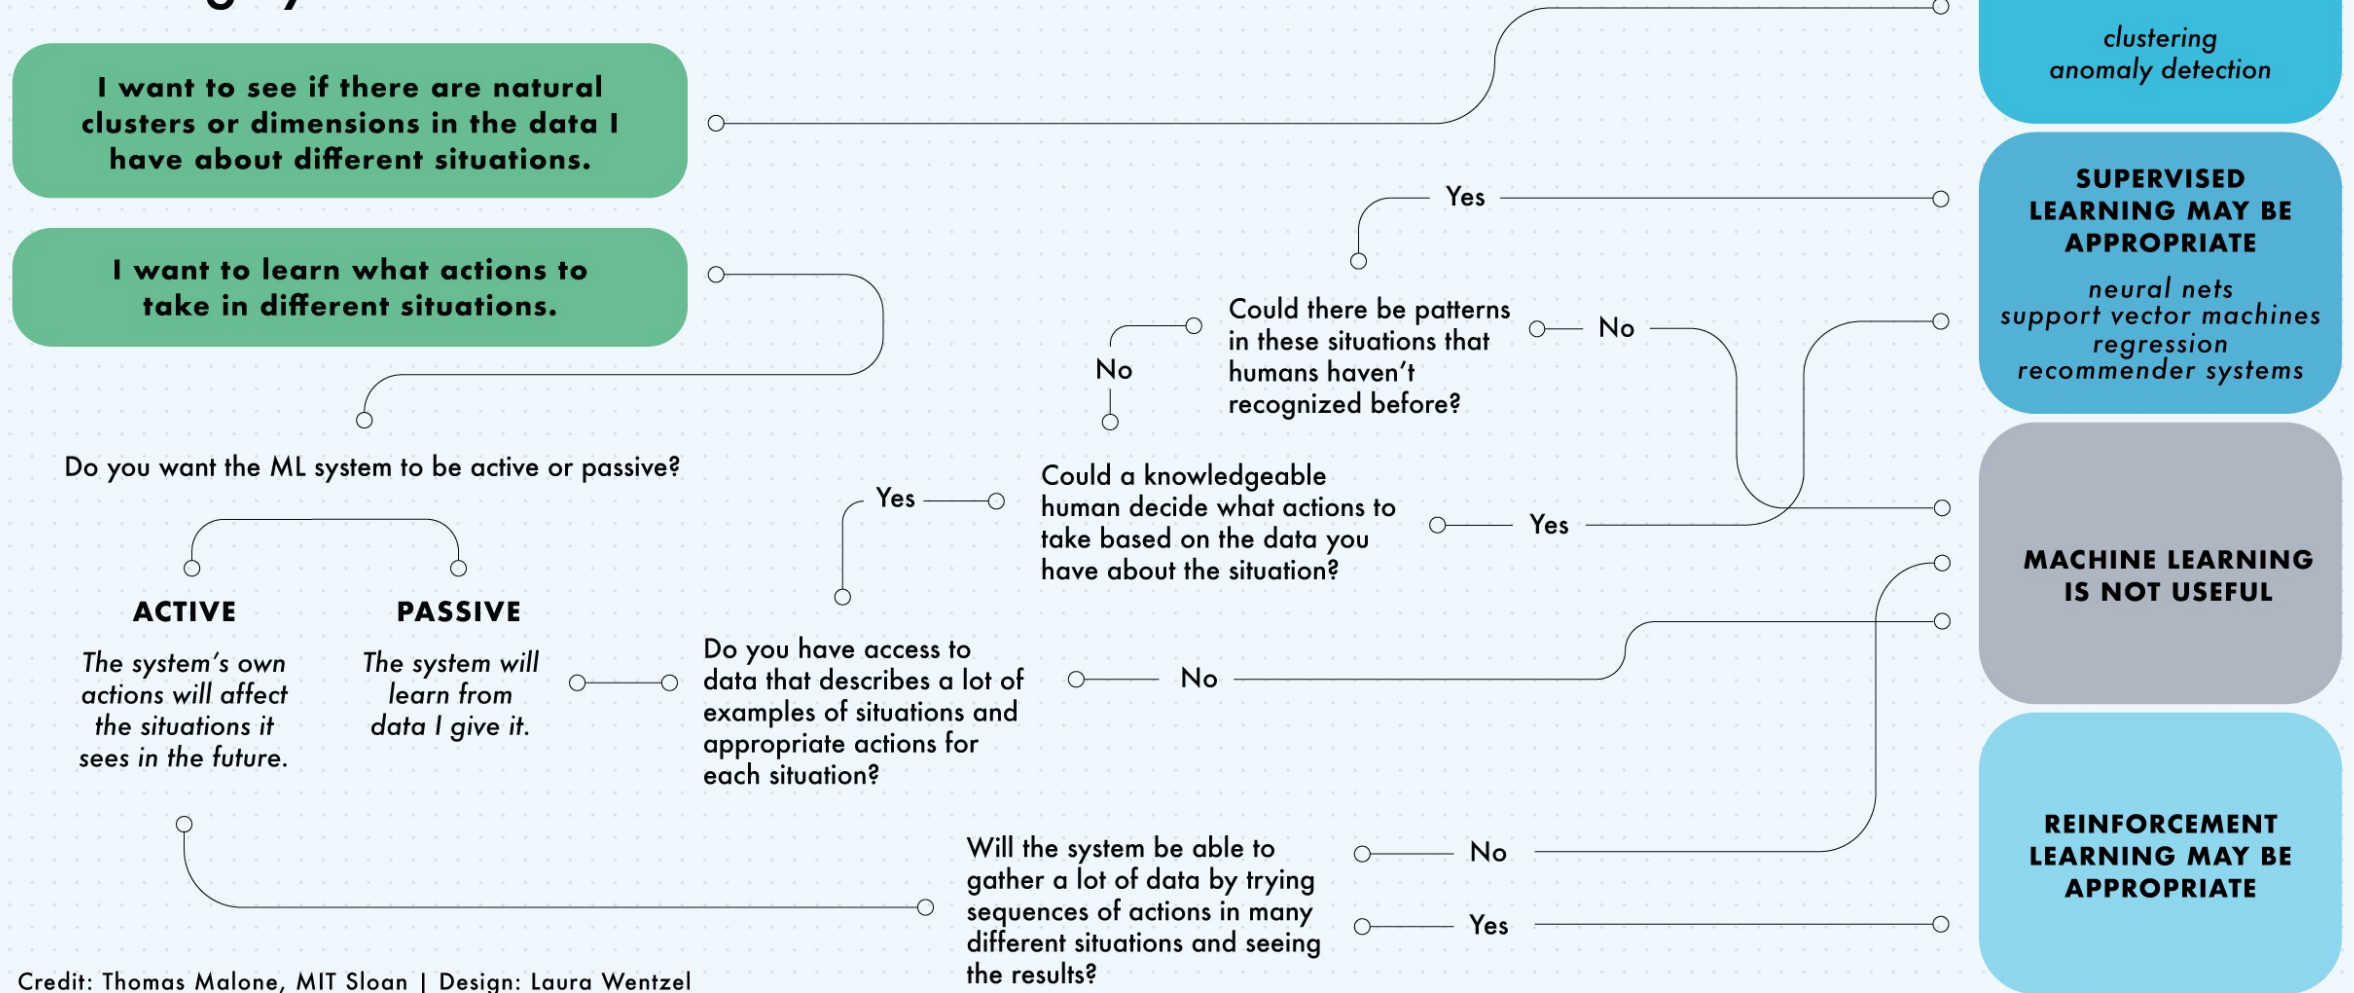 I want to see if there are natural
clusters or dimensions in the data I
have about different situations.
I want to learn what actions to
take in different situations.
Do you want the ML system to be active or passive?
ACTIVE
The system's own
actions will affect
the situations it
sees in the future.
PASSIVE
The system will
learn from
data I give it.
Do you have access to
data that describes a lot of
examples of situations and
appropriate actions for
each situation?
Yes
No
Could a knowledgeable
human decide what actions to
take based on the data you
have about the situation?
No
Yes
Could there be patterns
in these situations that
humans haven't
recognized before?
Yes
No
Will the system be able to
gather a lot of data by trying
sequences of actions in many
different situations and seeing
the results?
No
Yes
clustering
anomaly detection
SUPERVISED
LEARNING MAY BE
APPROPRIATE
neural nets
support vector machines
regression
recommender systems
MACHINE LEARNING
IS NOT USEFUL
REINFORCEMENT
LEARNING MAY BE
APPROPRIATE
Credit: Thomas Malone, MIT Sloan | Design: Laura Wentzel